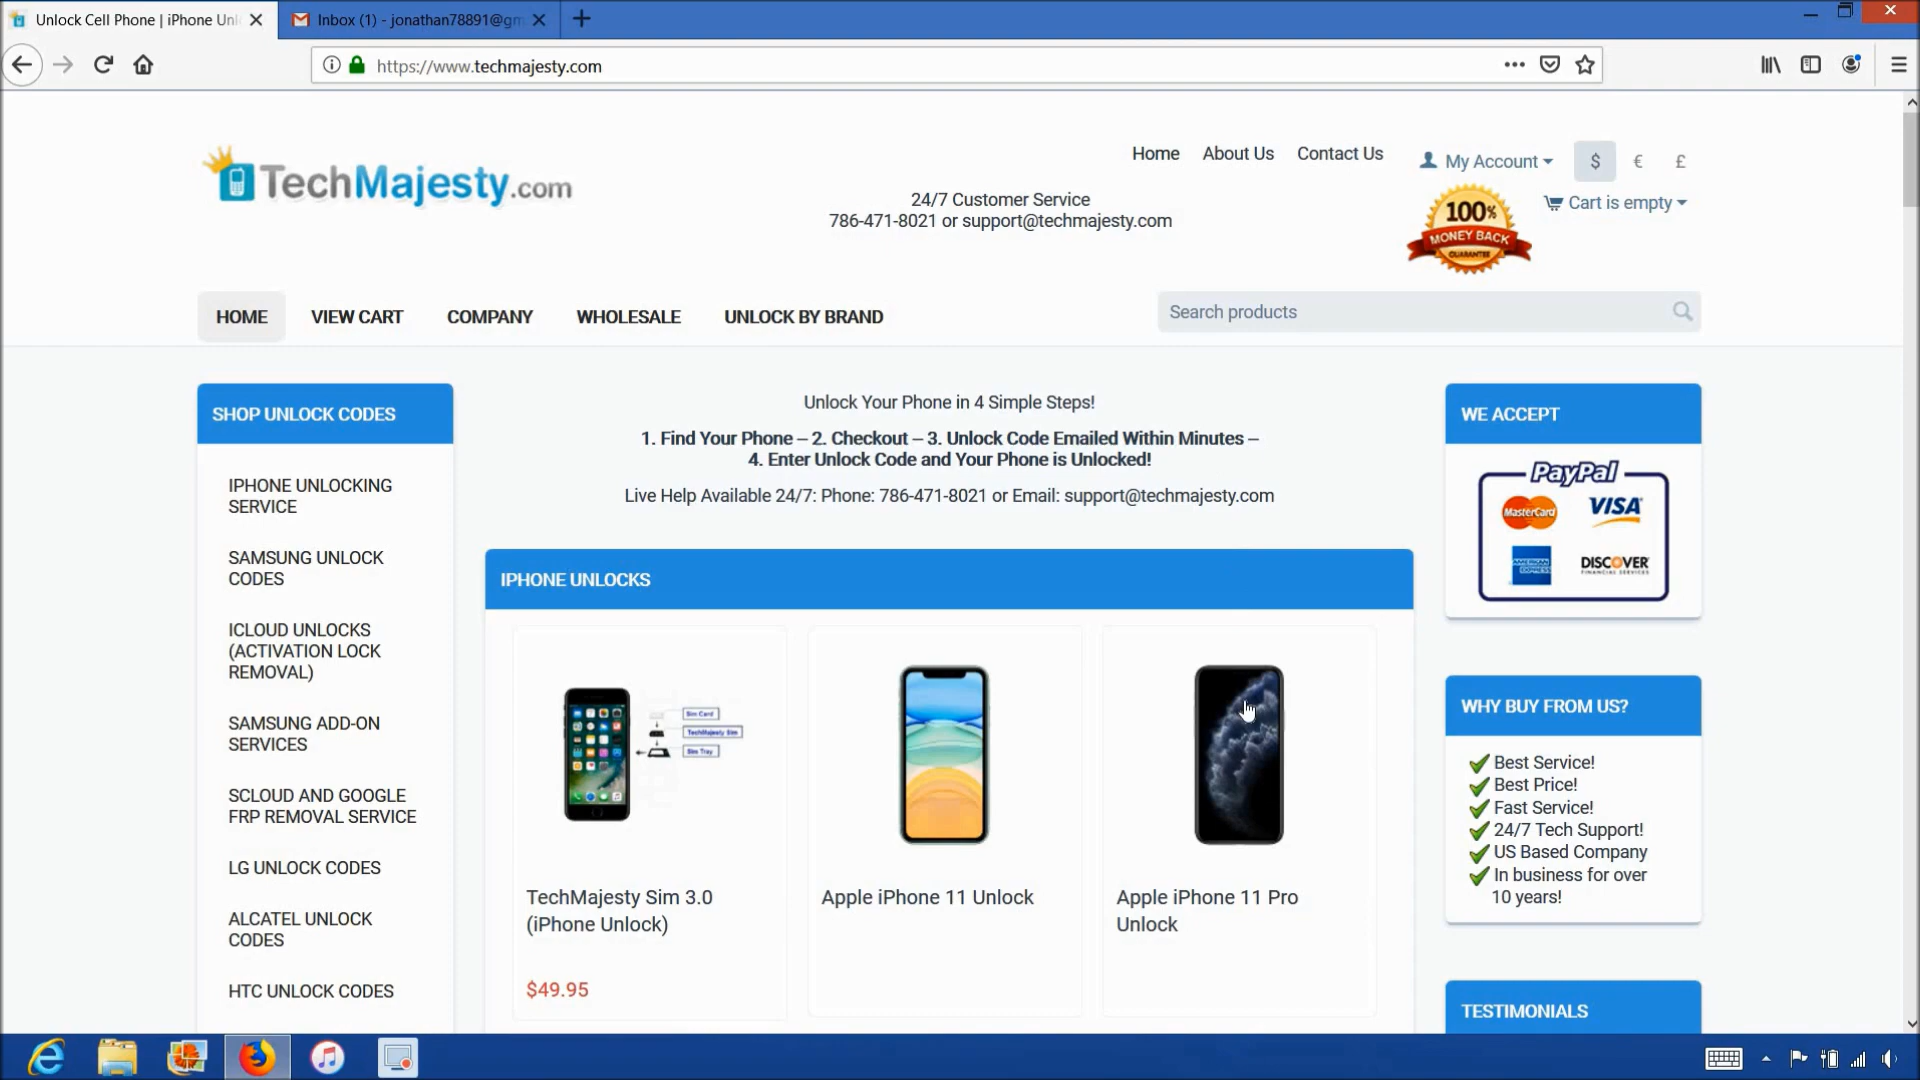 Unlock Cell Phone | iPhone Unl
Inbox (1) - jonathan78891@gm
https://www.techmajesty.com
TechMajesty.com
24/7 Customer Service
786-471-8021 or support@techmajesty.com
Home About Us Contact Us
My Account $ € £
Cart is empty
100%
MONEY BACK
GUARANTEE
HOME VIEW CART COMPANY WHOLESALE UNLOCK BY BRAND
Search products
SHOP UNLOCK CODES
IPHONE UNLOCKING
SERVICE
SAMSUNG UNLOCK
CODES
ICLOUD UNLOCKS
(ACTIVATION LOCK
REMOVAL)
SAMSUNG ADD-ON
SERVICES
SCLOUD AND GOOGLE
FRP REMOVAL SERVICE
LG UNLOCK CODES
ALCATEL UNLOCK
CODES
HTC UNLOCK CODES
Unlock Your Phone in 4 Simple Steps!
1. Find Your Phone – 2. Checkout – 3. Unlock Code Emailed Within Minutes –
4. Enter Unlock Code and Your Phone is Unlocked!
Live Help Available 24/7: Phone: 786-471-8021 or Email: support@techmajesty.com
IPHONE UNLOCKS
Sim Card
TechMajesty Sim
Sim Tray
TechMajesty Sim 3.0
(iPhone Unlock)
$49.95
Apple iPhone 11 Unlock
Apple iPhone 11 Pro
Unlock
WE ACCEPT
PayPal
MasterCard VISA
AMERICAN EXPRESS
DISCOVER
FINANCIAL SERVICES
WHY BUY FROM US?
Best Service!
Best Price!
Fast Service!
24/7 Tech Support!
US Based Company
In business for over
10 years!
TESTIMONIALS